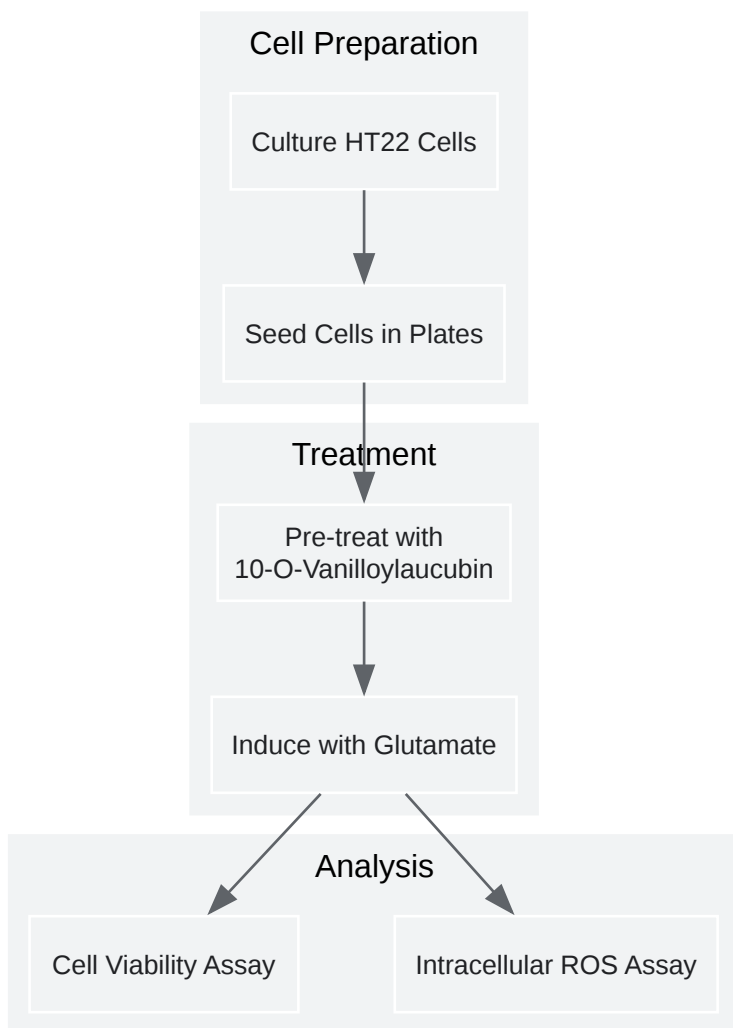 Cell Preparation
Culture HT22 Cells
Seed Cells in Plates
Treatment
Pre-treat with
10-O-Vanilloylaucubin
Induce with Glutamate
Analysis
Cell Viability Assay
Intracellular ROS Assay